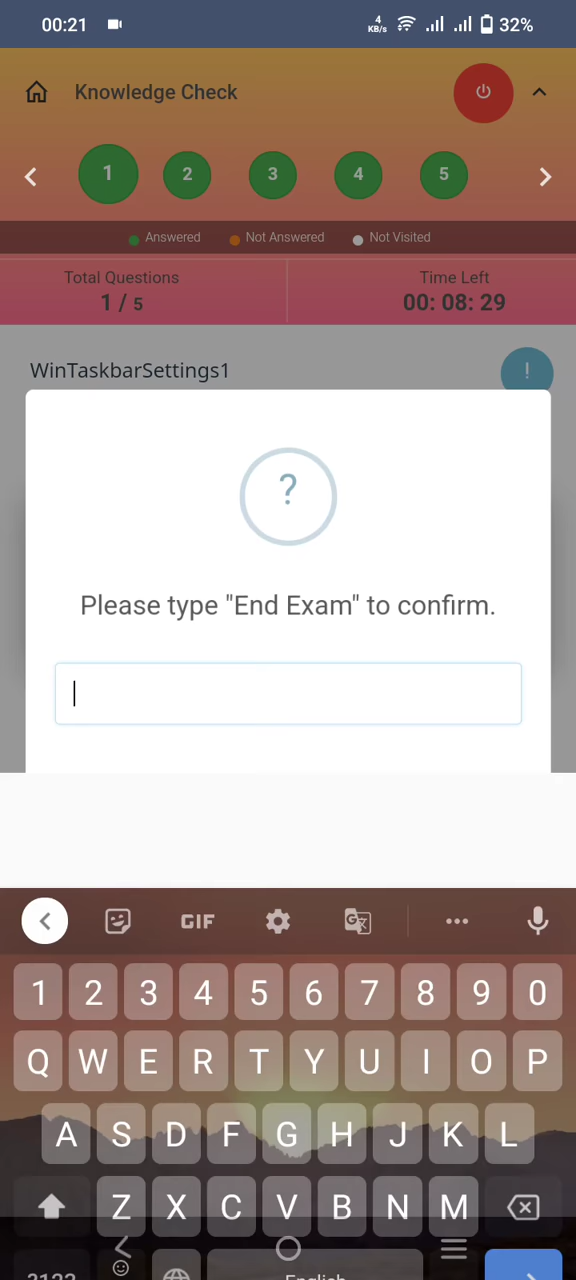 00:21 4 KB/s 32%
Knowledge Check
1 2 3 4 5
Answered Not Answered Not Visited
Total Questions Time Left
1 / 5 00: 08: 29
WinTaskbarSettings1 !
?
Please type "End Exam" to confirm.
GIF G ...
1 2 3 4 5 6 7 8 9 0
Q W E R T Y U I O P
A S D F G H J K L
Z X C V B N M
?123 English